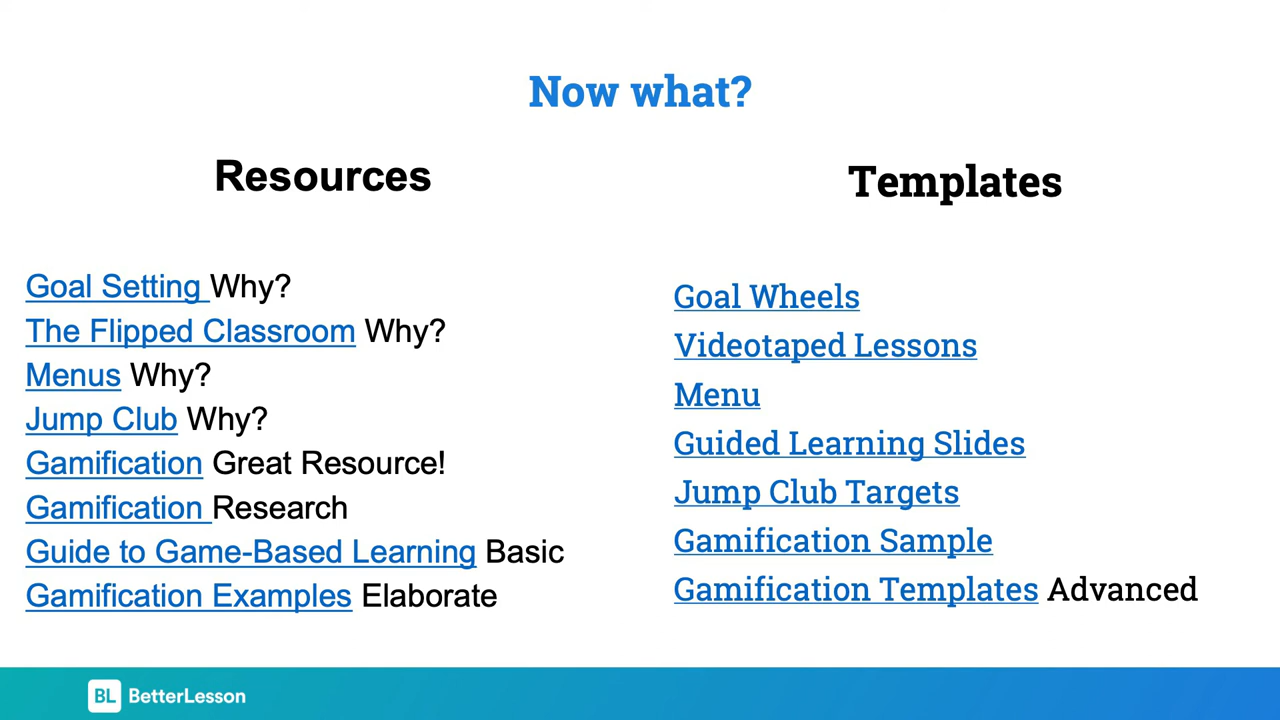 Now what?
Resources
Goal Setting Why?
The Flipped Classroom Why?
Menus Why?
Jump Club Why?
Gamification Great Resource!
Gamification Research
Guide to Game-Based Learning Basic
Gamification Examples Elaborate
Templates
Goal Wheels
Videotaped Lessons
Menu
Guided Learning Slides
Jump Club Targets
Gamification Sample
Gamification Templates Advanced
BL BetterLesson